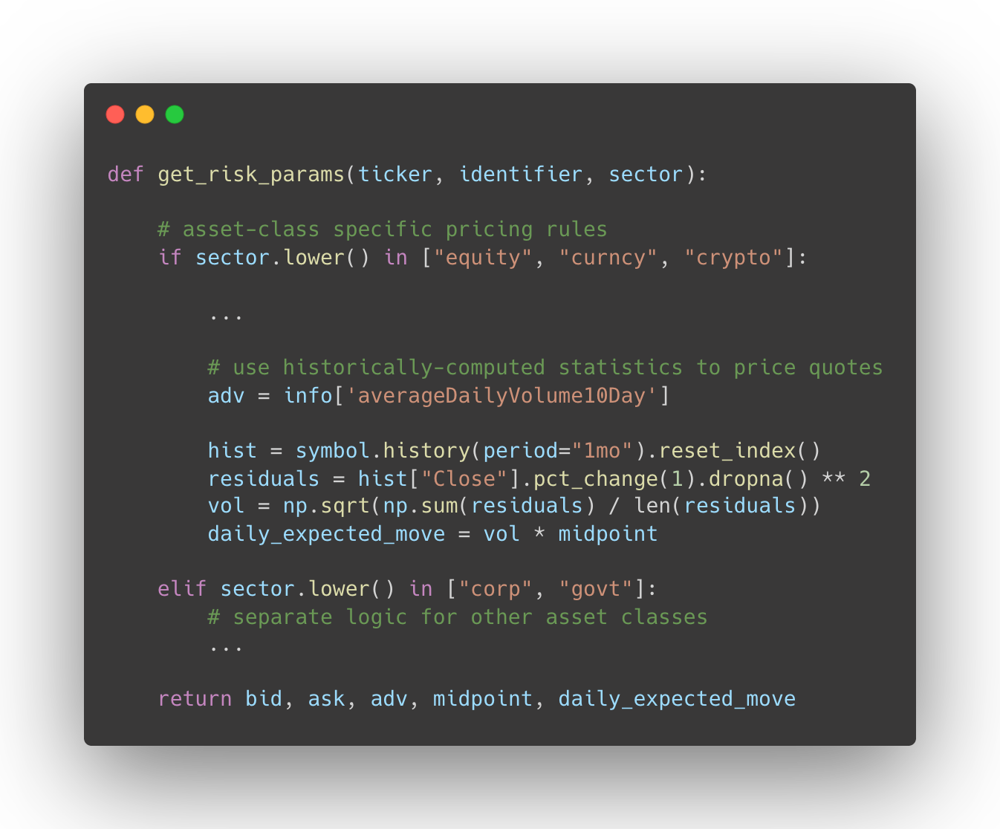 def get_risk_params(ticker, identifier, sector):
    # asset-class specific pricing rules
    if sector.lower() in ["equity", "curncy", "crypto"]:
        ...
        # use historically-computed statistics to price quotes
        adv = info['averageDailyVolume10Day']
        hist = symbol.history(period="1mo").reset_index()
        residuals = hist["Close"].pct_change(1).dropna() ** 2
        vol = np.sqrt(np.sum(residuals) / len(residuals))
        daily_expected_move = vol * midpoint
    elif sector.lower() in ["corp", "govt"]:
        # separate logic for other asset classes
        ...
    return bid, ask, adv, midpoint, daily_expected_move